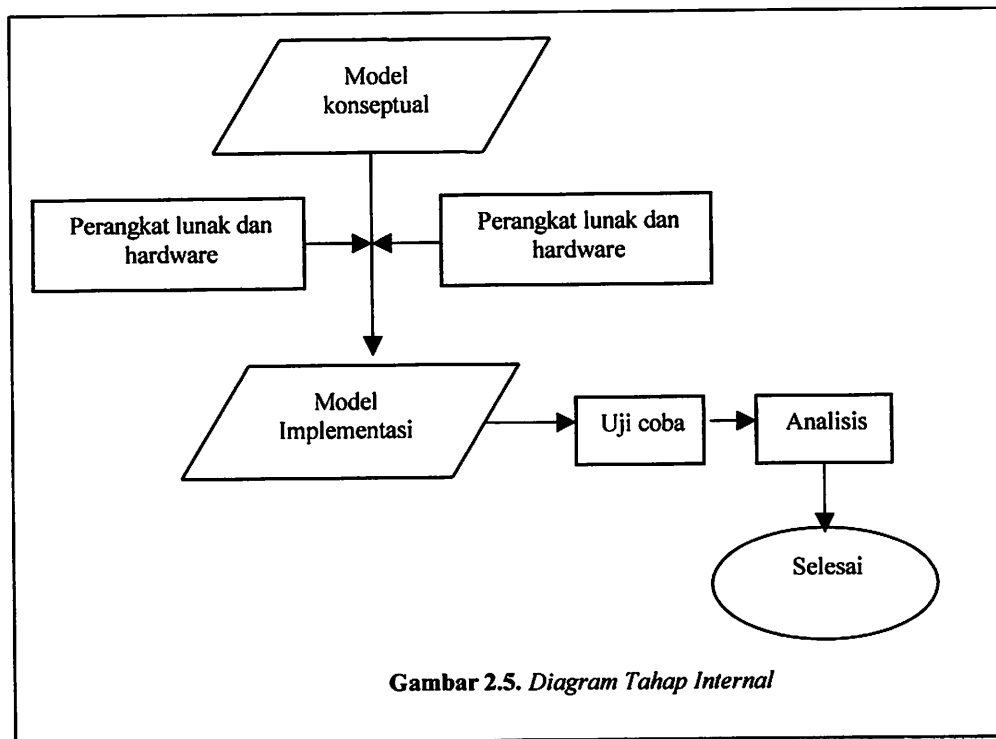 Model
konseptual
Perangkat lunak dan
hardware
Perangkat lunak dan
hardware
Model
Implementasi
Uji coba
Analisis
Selesai
Gambar 2.5. Diagram Tahap Internal